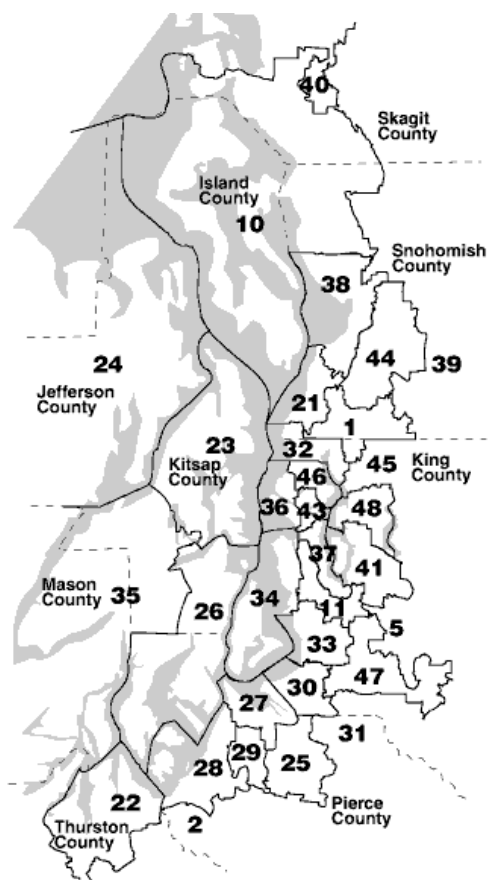 40
Skagit
County
Island
County
10
Snohomish
County
38
24
44
39
Jefferson
County
21
1
23
32
45
Kitsap
County
King
County
46
36
43
48
37
41
Mason
County
35
26
34
11
5
33
47
27
30
31
29
28
25
22
Pierce
County
2
Thurston
County